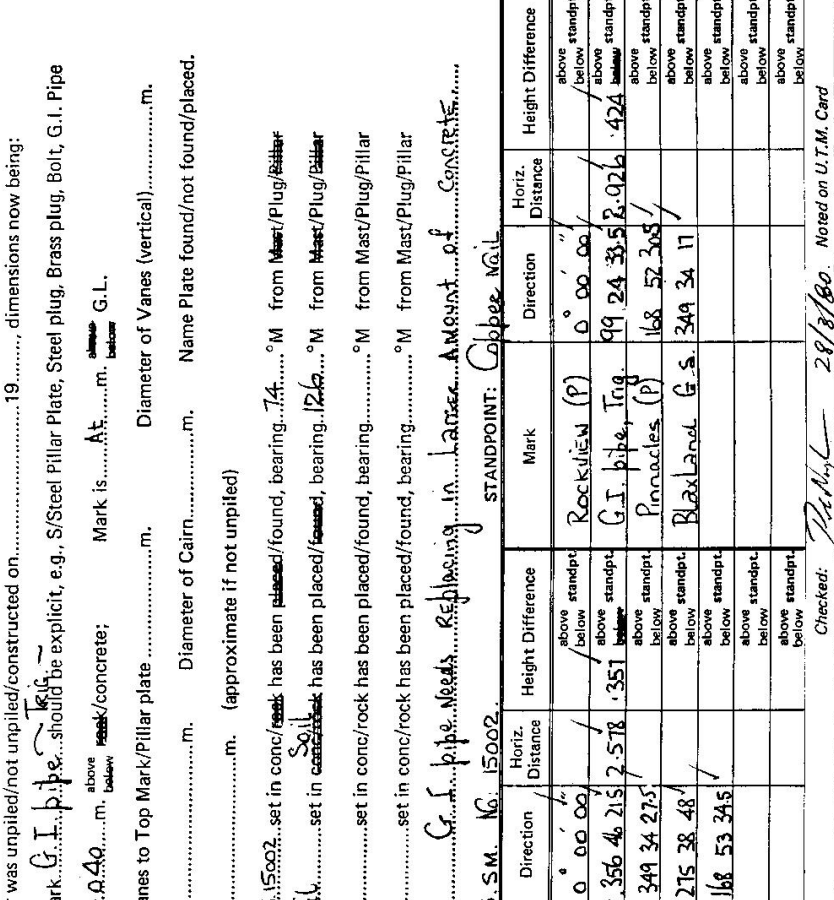 was unpiled/not unpiled/constructed on..............................19........., dimensions now being:
ark. G.I. pipe ~ TRIG ~ should be explicit, e.g., S/Steel Pillar Plate, Steel plug, Brass plug, Bolt, G.I. Pipe
.040 m. above below rock/concrete; Mark is At m. above below G.L.
anes to Top Mark/Pillar plate ....................m. Diameter of Vanes (vertical)....................m.
....................m. Diameter of Cairn....................m. Name Plate found/not found/placed.
....................m. (approximate if not unpiled)
15002 set in conc/rock has been placed/found, bearing 74 °M from Mast/Plug/Pillar
set in conc/rock Soil has been placed/found, bearing 126 °M from Mast/Plug/Pillar
set in conc/rock has been placed/found, bearing............°M from Mast/Plug/Pillar
set in conc/rock has been placed/found, bearing............°M from Mast/Plug/Pillar
G.I. pipe Needs Replacing in Larger Amount of Concrete
.S.M. No. 15002. STANDPOINT: Copper Nail
Direction Horiz. Distance Height Difference Mark Direction Horiz. Distance Height Difference
0° 00' 00" above below standpt. Rockview (P) 0° 00' 00" above below standpt.
356 46 21.5 2.578 .357 above below standpt. G.I. pipe, Trig. 99 24 33.5 2.926 .424 above below standpt.
349 34 27.5 above below standpt. Pinnacles (P) 168 52 30.5 above below standpt.
275 38 48 above below standpt. Blaxland G.S. 349 34 17 above below standpt.
168 53 34.5 above below standpt. above below standpt.
above below standpt. above below standpt.
above below standpt. above below standpt.
Checked: 28/3/80. Noted on U.T.M. Card